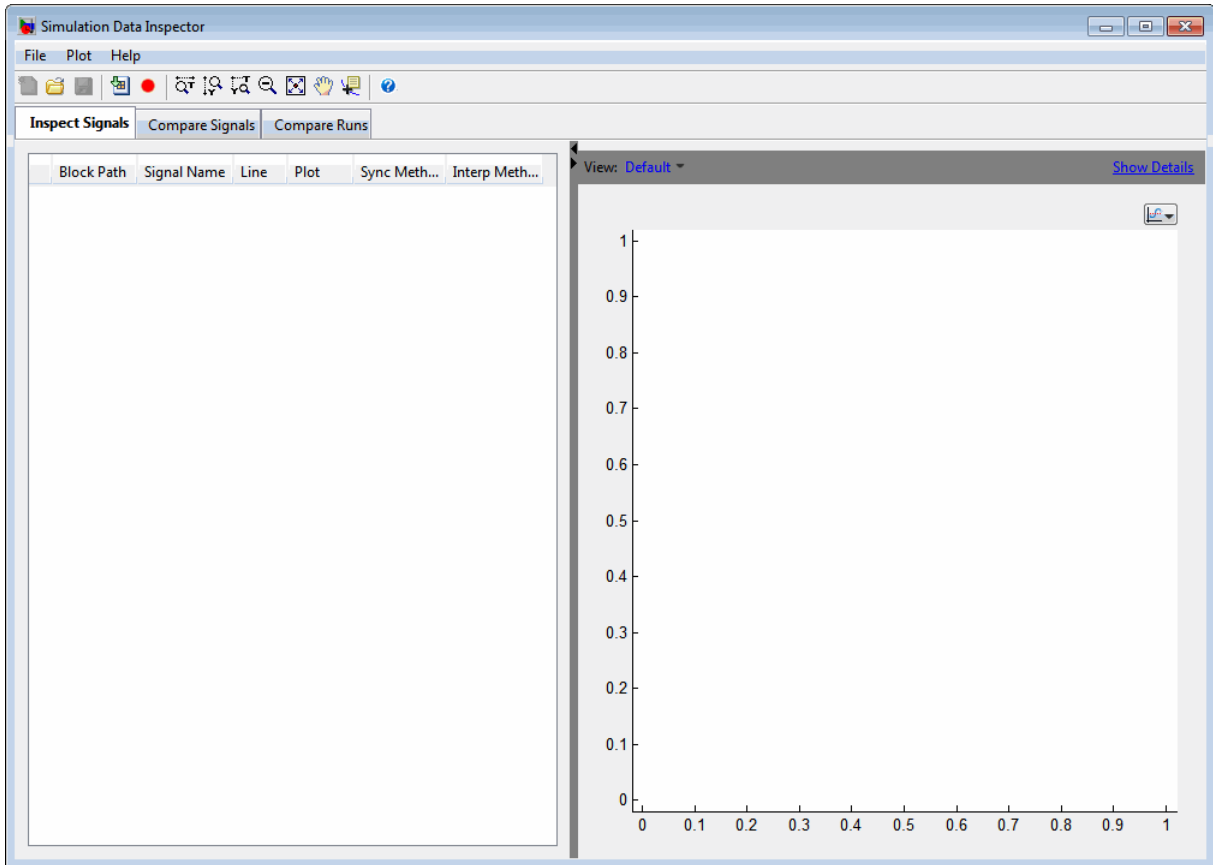 Simulation Data Inspector
File Plot Help
Inspect Signals Compare Signals Compare Runs
Block Path Signal Name Line Plot Sync Meth... Interp Meth...
View: Default Show Details
1
0.9
0.8
0.7
0.6
0.5
0.4
0.3
0.2
0.1
0
0 0.1 0.2 0.3 0.4 0.5 0.6 0.7 0.8 0.9 1